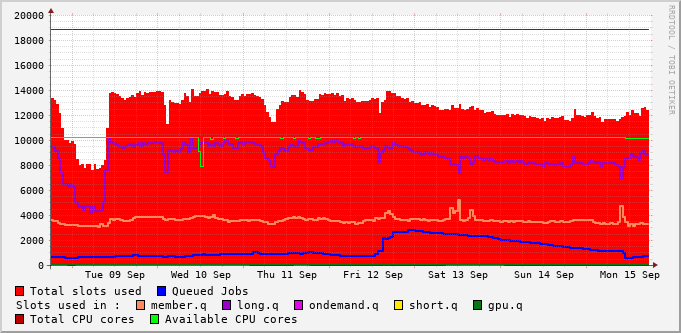 20000
18000
16000
14000
12000
10000
8000
6000
4000
2000
0
Tue 09 Sep Wed 10 Sep Thu 11 Sep Fri 12 Sep Sat 13 Sep Sun 14 Sep Mon 15 Sep
RRDTOOL / TOBI OETIKER
Total slots used Queued Jobs
Slots used in : member.q long.q ondemand.q short.q gpu.q
Total CPU cores Available CPU cores